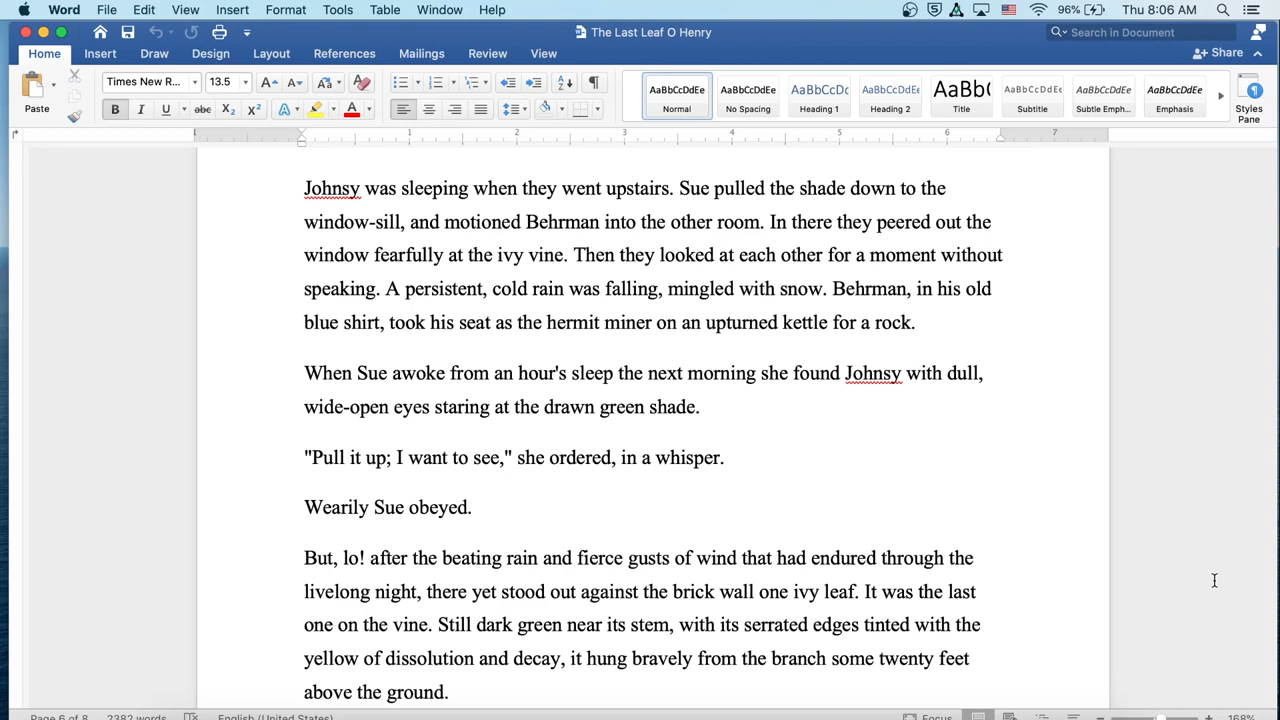 Word File Edit View Insert Format Tools Table Window Help 96% Thu 8:06 AM
The Last Leaf O Henry
Search in Document
Home Insert Draw Design Layout References Mailings Review View
Share
Paste
Times New R... 13.5
AaBbCcDdEe AaBbCcDdEe AaBbCcDc AaBbCcDdEe AaBb( AaBbCcDdEe AaBbCcDdEe AaBbCcDdEe
Normal No Spacing Heading 1 Heading 2 Title Subtitle Subtle Emph... Emphasis
Styles
Pane
1 1 2 3 4 5 6 7
Johnsy was sleeping when they went upstairs. Sue pulled the shade down to the
window-sill, and motioned Behrman into the other room. In there they peered out the
window fearfully at the ivy vine. Then they looked at each other for a moment without
speaking. A persistent, cold rain was falling, mingled with snow. Behrman, in his old
blue shirt, took his seat as the hermit miner on an upturned kettle for a rock.
When Sue awoke from an hour's sleep the next morning she found Johnsy with dull,
wide-open eyes staring at the drawn green shade.
"Pull it up; I want to see," she ordered, in a whisper.
Wearily Sue obeyed.
But, lo! after the beating rain and fierce gusts of wind that had endured through the
livelong night, there yet stood out against the brick wall one ivy leaf. It was the last
one on the vine. Still dark green near its stem, with its serrated edges tinted with the
yellow of dissolution and decay, it hung bravely from the branch some twenty feet
above the ground.
Page 6 of 8 2382 words English (United States) Focus 168%